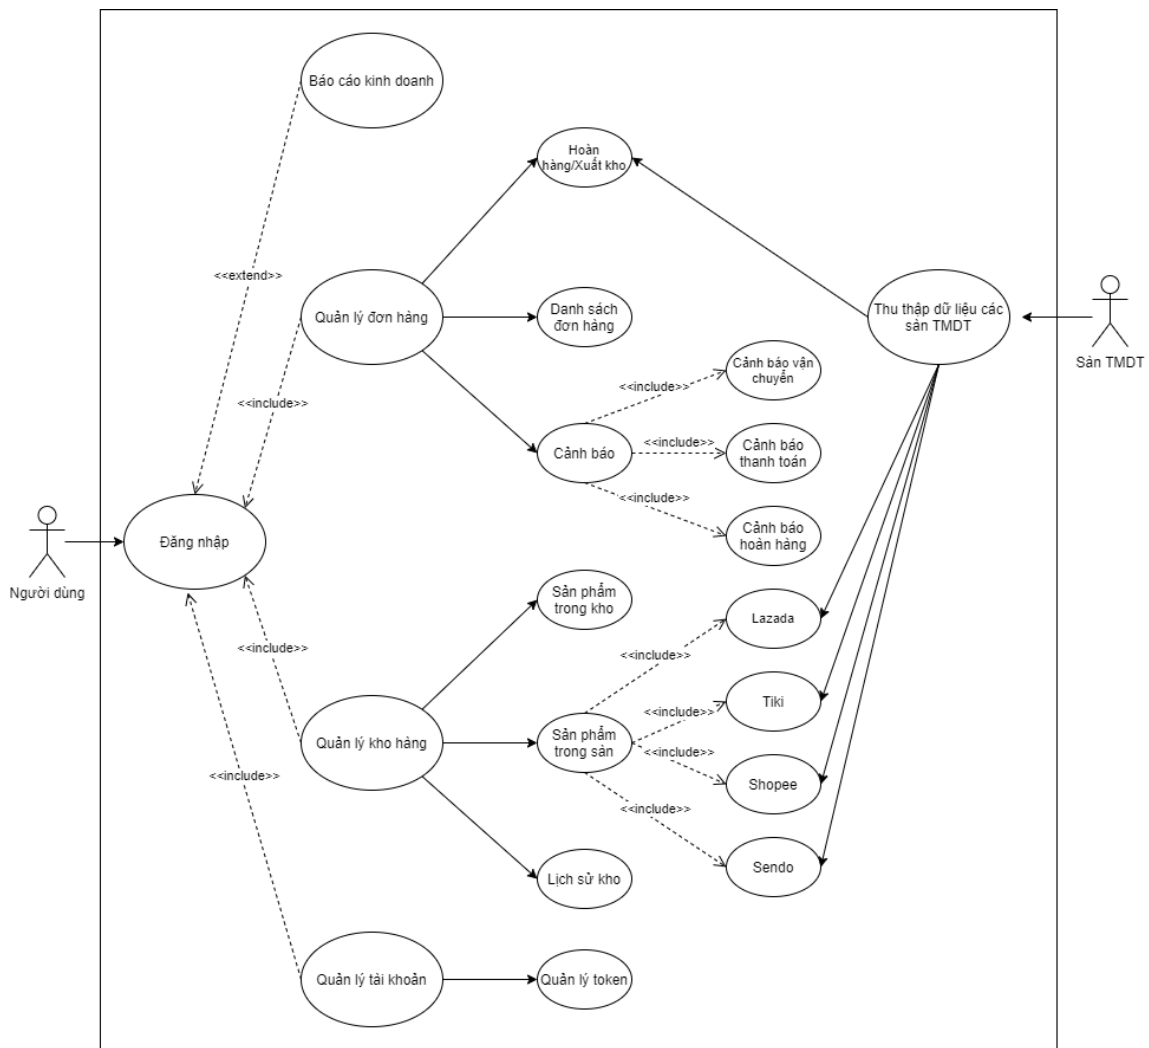 Báo cáo kinh doanh
Hoàn
hàng/Xuất kho
<<extend>>
Quản lý đơn hàng
Danh sách
đơn hàng
Thu thập dữ liệu các
sàn TMDT
Sàn TMDT
Cảnh báo vận
chuyển
<<include>>
<<include>>
Cảnh báo
<<include>>
Cảnh báo
thanh toán
<<include>>
Cảnh báo
hoàn hàng
Đăng nhập
Người dùng
Sản phẩm
trong kho
Lazada
<<include>>
<<include>>
Tiki
<<include>>
Quản lý kho hàng
Sản phẩm
trong sàn
<<include>>
<<include>>
Shopee
<<include>>
Sendo
Lịch sử kho
Quản lý tài khoản
Quản lý token